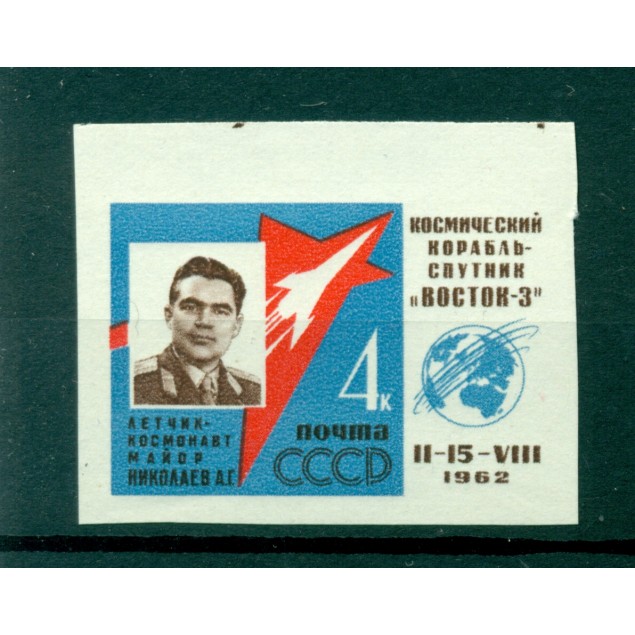 КОСМИЧЕСКИЙ
КОРАБЛЬ-
СПУТНИК
„ВОСТОК-3"
4К
ПОЧТА
СССР
ЛЕТЧИК-
КОСМОНАВТ
МАЙОР
НИКОЛАЕВ А.Г.
11-15-VIII
1962